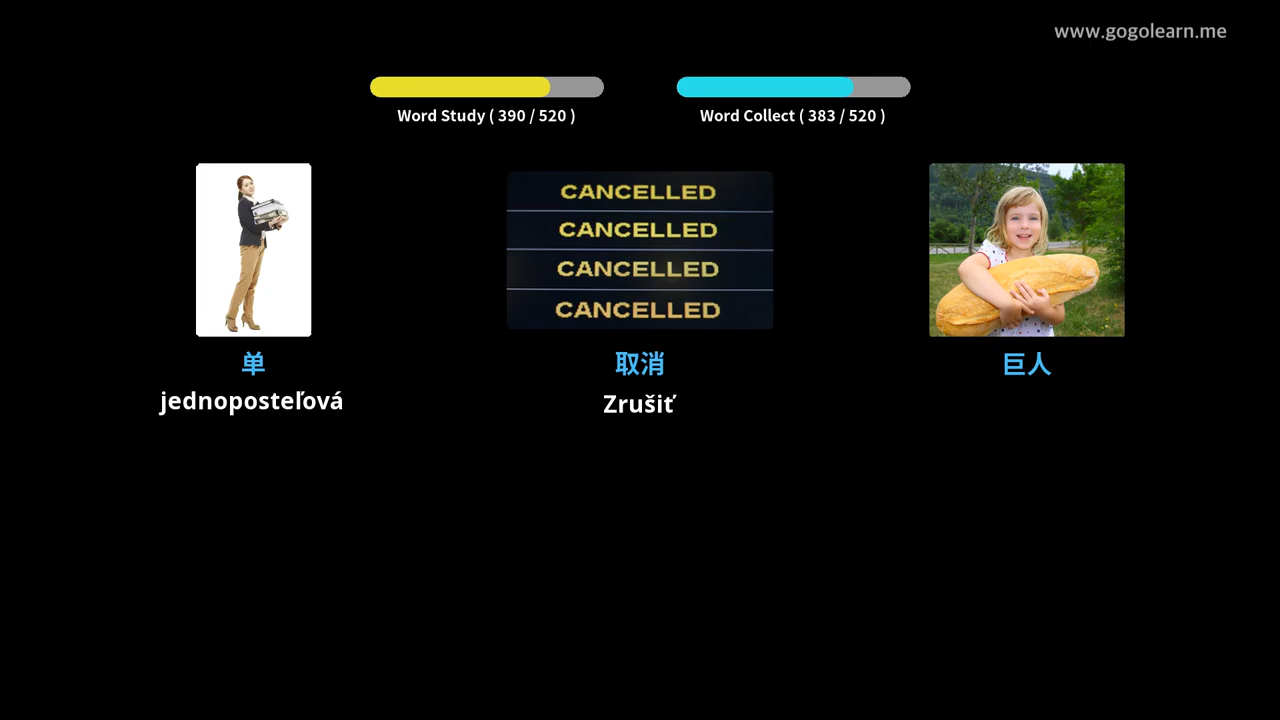 www.gogolearn.me
Word Study ( 390 / 520 )
Word Collect ( 383 / 520 )
CANCELLED
CANCELLED
CANCELLED
CANCELLED
单
取消
巨人
jednoposteľová
Zrušiť